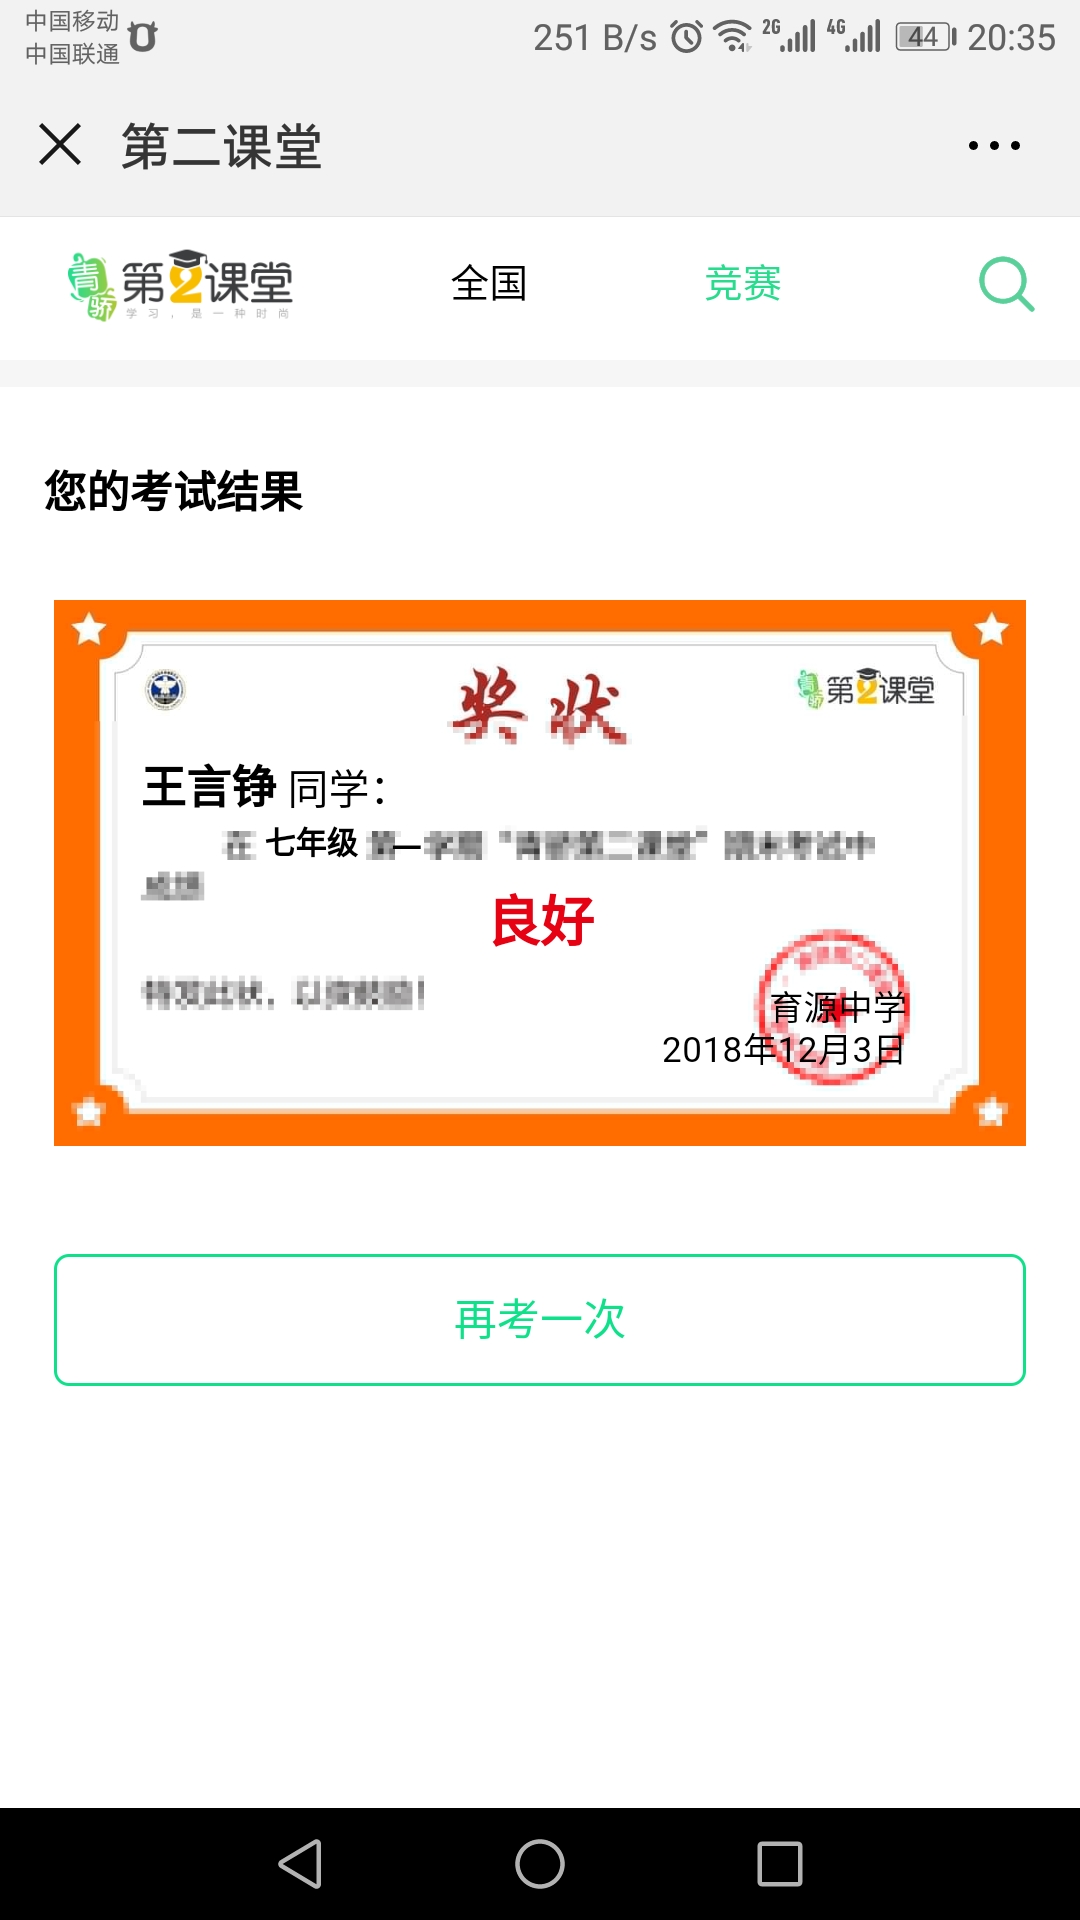 中国移动
中国联通
251 B/s 2G 4G 44 20:35
第二课堂
青骄第2课堂 全国 竞赛
学习，是一种时尚
您的考试结果
奖状 青骄第2课堂
王言铮 同学：
在 七年级 第一学期“青骄第二课堂”期末考试中
成绩
良好
特发此状，以资鼓励！
育源中学
2018年12月3日
再考一次